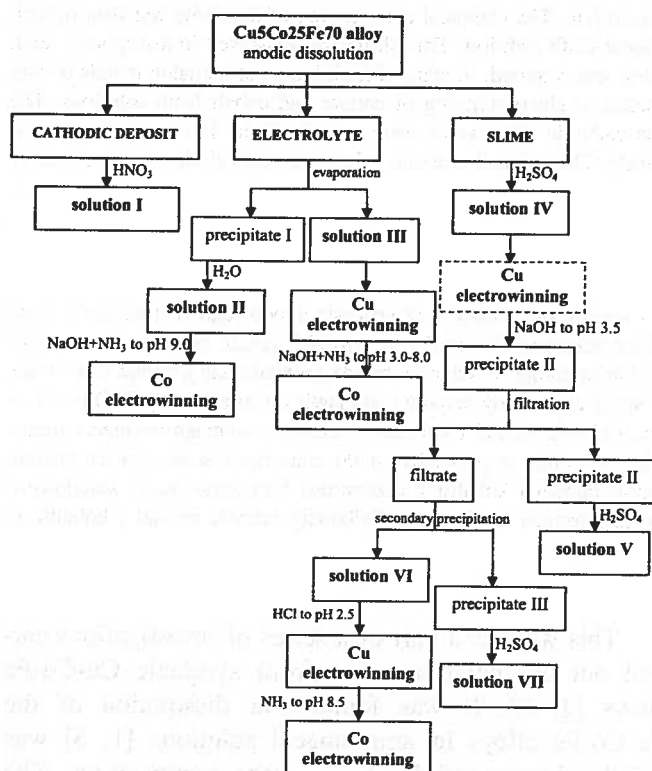 Cu5Co25Fe70 alloy
anodic dissolution
CATHODIC DEPOSIT
ELECTROLYTE
SLIME
HNO3
evaporation
H2SO4
solution I
precipitate I
solution III
solution IV
H2O
solution II
Cu
electrowinning
Cu
electrowinning
NaOH+NH3 to pH 9.0
NaOH+NH3 to pH 3.0-8.0
NaOH to pH 3.5
Co
electrowinning
Co
electrowinning
precipitate II
filtration
filtrate
precipitate II
secondary precipitation
H2SO4
solution V
solution VI
precipitate III
HCl to pH 2.5
H2SO4
Cu
electrowinning
solution VII
NH3 to pH 8.5
Co
electrowinning